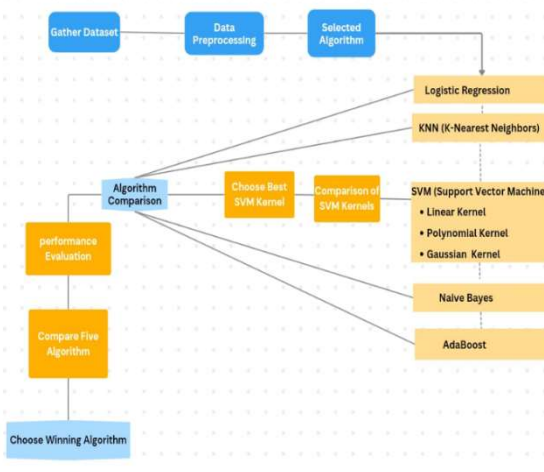 Gather Dataset
Data
Preprocessing
Selected
Algorithm
Logistic Regression
KNN (K-Nearest Neighbors)
Algorithm
Comparison
Choose Best
SVM Kernel
Comparison of
SVM Kernels
SVM (Support Vector Machine
• Linear Kernel
• Polynomial Kernel
• Gaussian Kernel
performance
Evaluation
Naive Bayes
Compare Five
Algorithm
AdaBoost
Choose Winning Algorithm